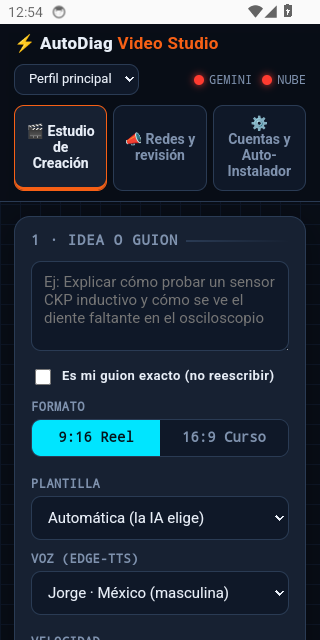 12:54
⚡ AutoDiag Video Studio
Perfil principal
GEMINI
NUBE
🎬 Estudio
de
Creación
📣 Redes y
revisión
⚙️
Cuentas y
Auto-
Instalador
1 · IDEA O GUION
Ej: Explicar cómo probar un sensor
CKP inductivo y cómo se ve el
diente faltante en el osciloscopio
Es mi guion exacto (no reescribir)
FORMATO
9:16 Reel
16:9 Curso
PLANTILLA
Automática (la IA elige)
VOZ (EDGE-TTS)
Jorge · México (masculina)
VELOCIDAD